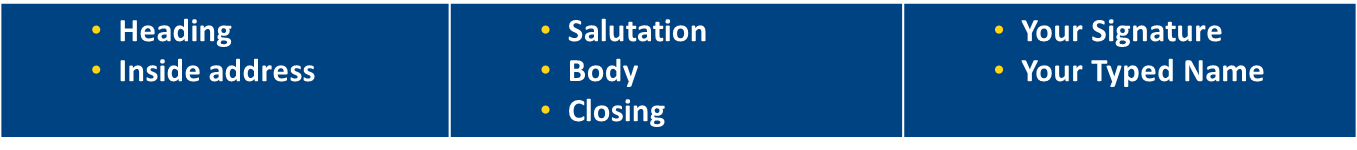 • Heading
• Inside address
• Salutation
• Body
• Closing
• Your Signature
• Your Typed Name